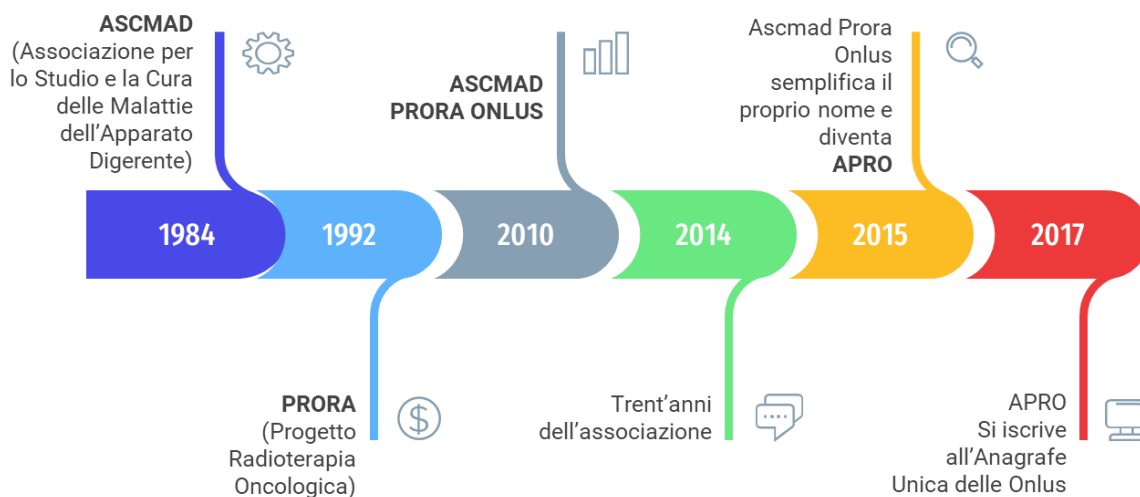 ASCMAD
(Associazione per
lo Studio e la Cura
delle Malattie
dell'Apparato
Digerente)
1984
PRORA
(Progetto
Radioterapia
Oncologica)
1992
$
ASCMAD
PRORA ONLUS
2010
Trent'anni
dell'associazione
2014
Ascmad Prora
Onlus
semplifica il
proprio nome e
diventa
APRO
2015
APRO
Si iscrive
all'Anagrafe
Unica delle Onlus
2017